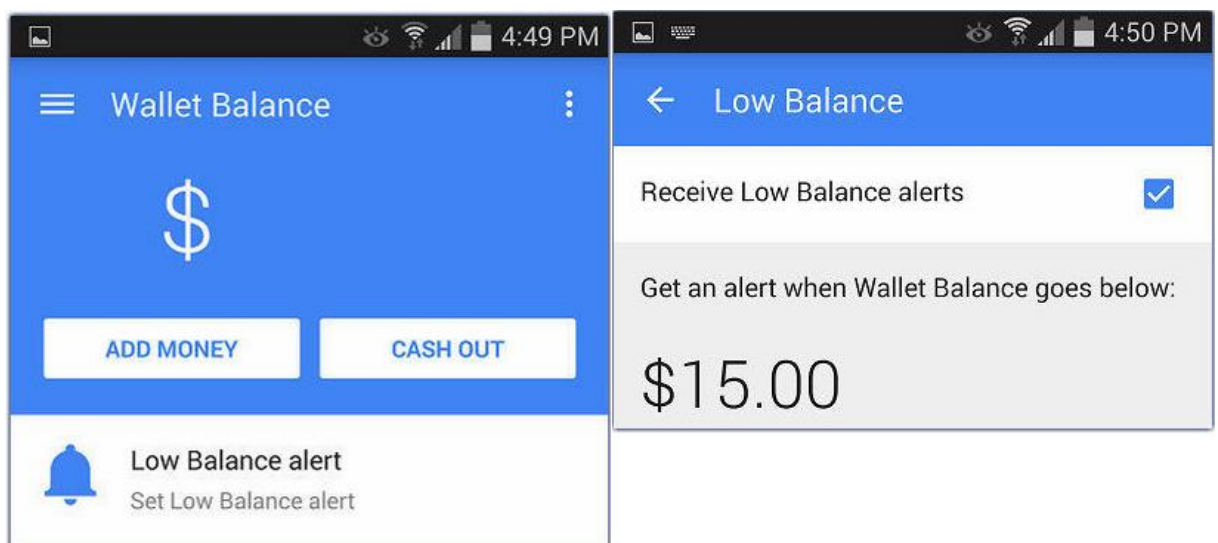 4:49 PM
Wallet Balance
$
ADD MONEY
CASH OUT
Low Balance alert
Set Low Balance alert
4:50 PM
Low Balance
Receive Low Balance alerts
Get an alert when Wallet Balance goes below:
$15.00